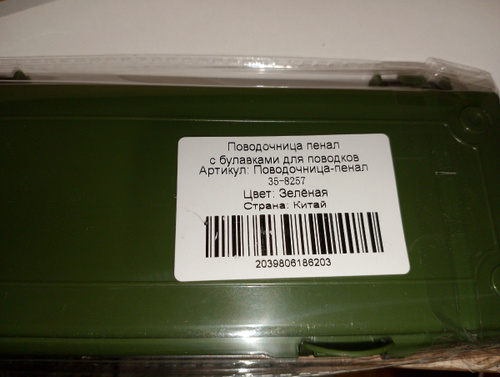 Поводочница пенал
с булавками для поводков
Артикул: Поводочница-пенал
35-8257
Цвет: Зелёная
Страна: Китай
2039806186203